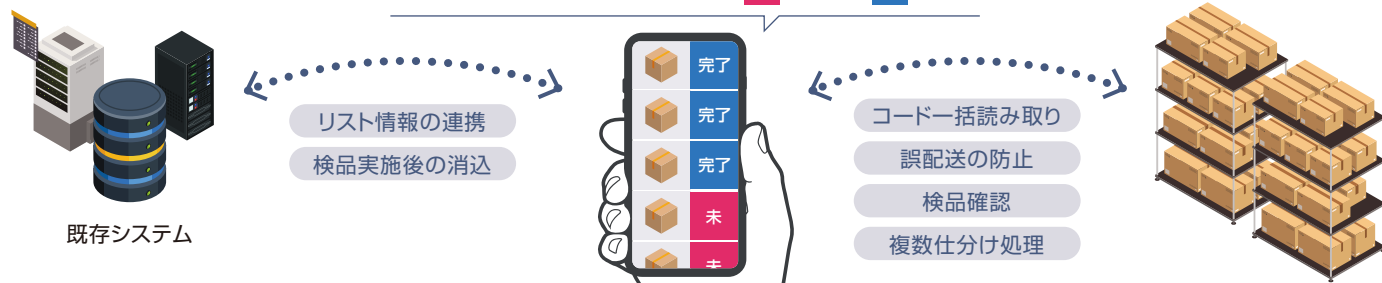 完了
完了
完了
未
未
リスト情報の連携
検品実施後の消込
既存システム
コード一括読み取り
誤配送の防止
検品確認
複数仕分け処理